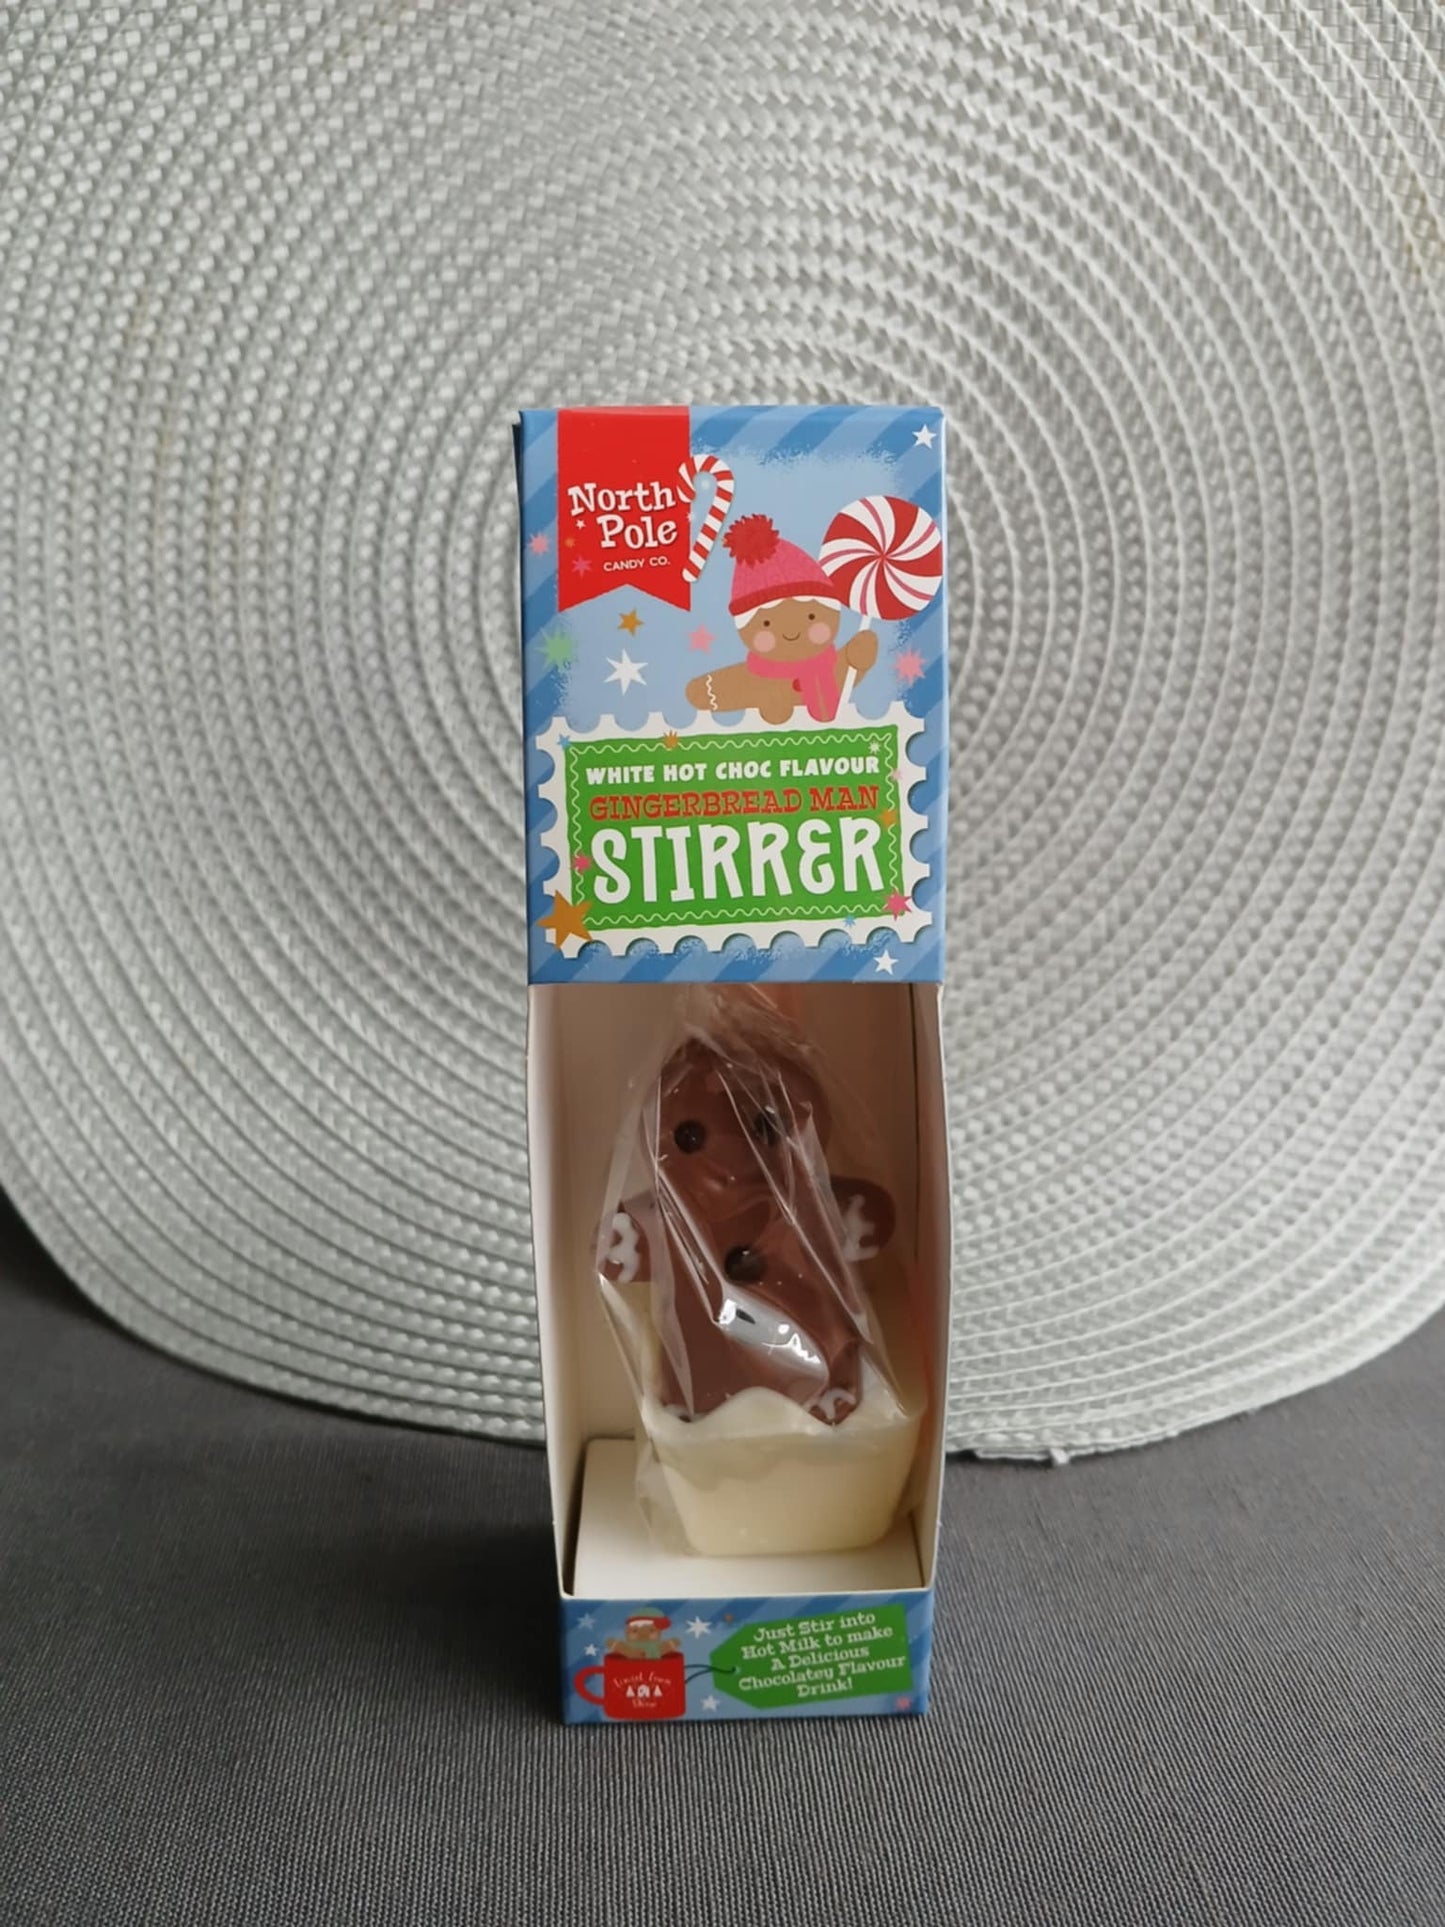 North
Pole
CANDY CO.
WHITE HOT CHOC FLAVOUR
GINGERBREAD MAN
STIRRER
Just Stir into
Hot Milk to make
A Delicious
Chocolatey Flavour
Drink!